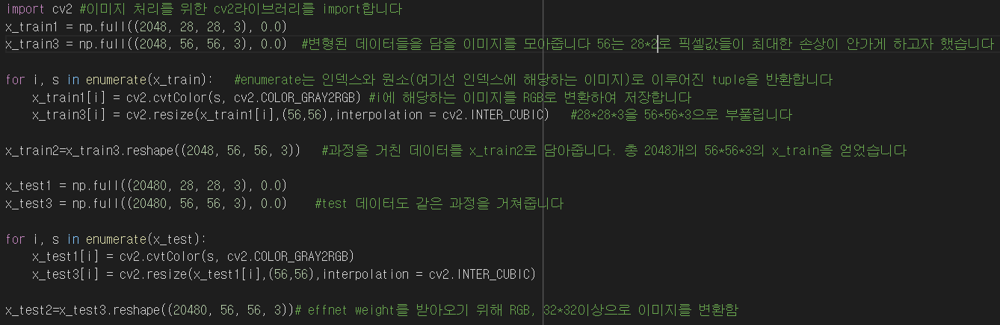 import cv2 #이미지 처리를 위한 cv2라이브러리를 import합니다
x_train1 = np.full((2048, 28, 28, 3), 0.0)
x_train3 = np.full((2048, 56, 56, 3), 0.0)  #변형된 데이터들을 담을 이미지를 모아줍니다 56는 28*2로 픽셀값들이 최대한 손상이 안가게 하고자 했습니다
for i, s in enumerate(x_train):   #enumerate는 인덱스와 원소(여기선 인덱스에 해당하는 이미지)로 이루어진 tuple을 반환합니다
    x_train1[i] = cv2.cvtColor(s, cv2.COLOR_GRAY2RGB) #i에 해당하는 이미지를 RGB로 변환하여 저장합니다
    x_train3[i] = cv2.resize(x_train1[i],(56,56),interpolation = cv2.INTER_CUBIC)   #28*28*3을 56*56*3으로 부풀립니다
x_train2=x_train3.reshape((2048, 56, 56, 3))   #과정을 거친 데이터를 x_train2로 담아줍니다. 총 2048개의 56*56*3의 x_train을 얻었습니다
x_test1 = np.full((20480, 28, 28, 3), 0.0)
x_test3 = np.full((20480, 56, 56, 3), 0.0)    #test 데이터도 같은 과정을 거쳐줍니다
for i, s in enumerate(x_test):
    x_test1[i] = cv2.cvtColor(s, cv2.COLOR_GRAY2RGB)
    x_test3[i] = cv2.resize(x_test1[i],(56,56),interpolation = cv2.INTER_CUBIC)
x_test2=x_test3.reshape((20480, 56, 56, 3))# effnet weight를 받아오기 위해 RGB, 32*32이상으로 이미지를 변환함